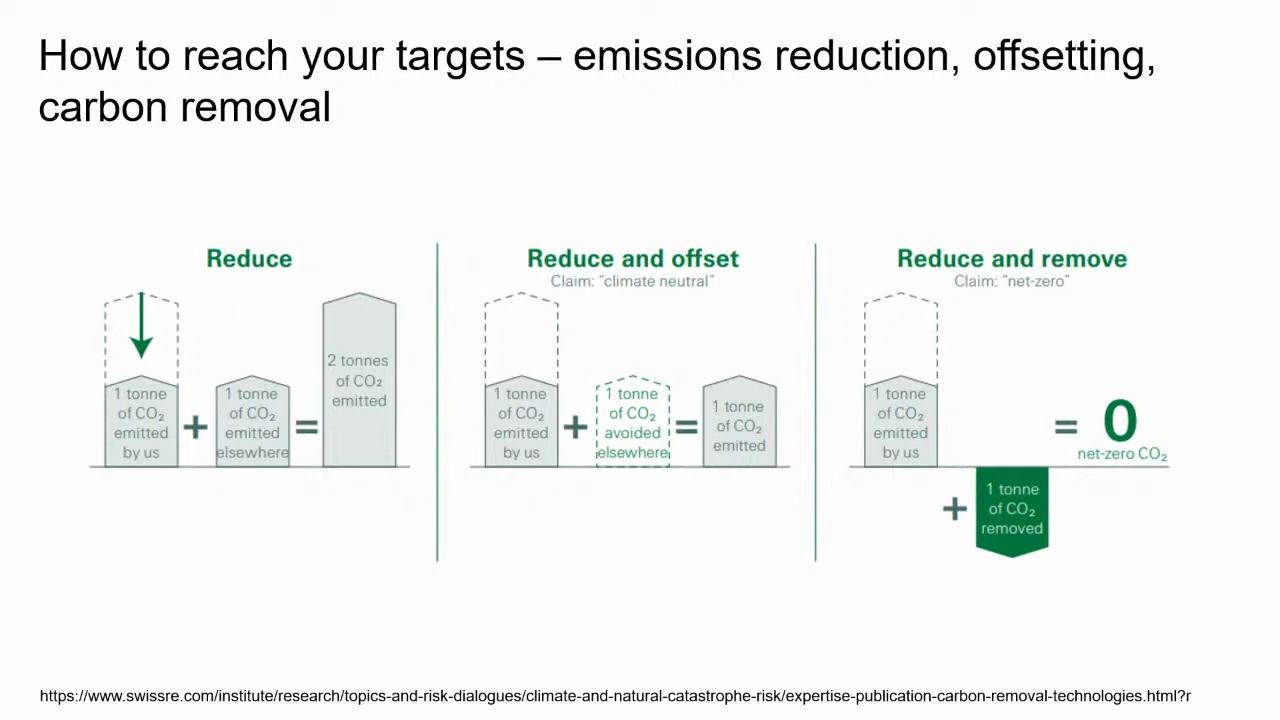 How to reach your targets – emissions reduction, offsetting,
carbon removal
Reduce
1 tonne
of CO₂
emitted
by us
+
1 tonne
of CO₂
emitted
elsewhere
=
2 tonnes
of CO₂
emitted
Reduce and offset
Claim: “climate neutral”
1 tonne
of CO₂
emitted
by us
+
1 tonne
of CO₂
avoided
elsewhere
=
1 tonne
of CO₂
emitted
Reduce and remove
Claim: “net-zero”
1 tonne
of CO₂
emitted
by us
+
1 tonne
of CO₂
removed
=
0
net-zero CO₂
https://www.swissre.com/institute/research/topics-and-risk-dialogues/climate-and-natural-catastrophe-risk/expertise-publication-carbon-removal-technologies.html?r